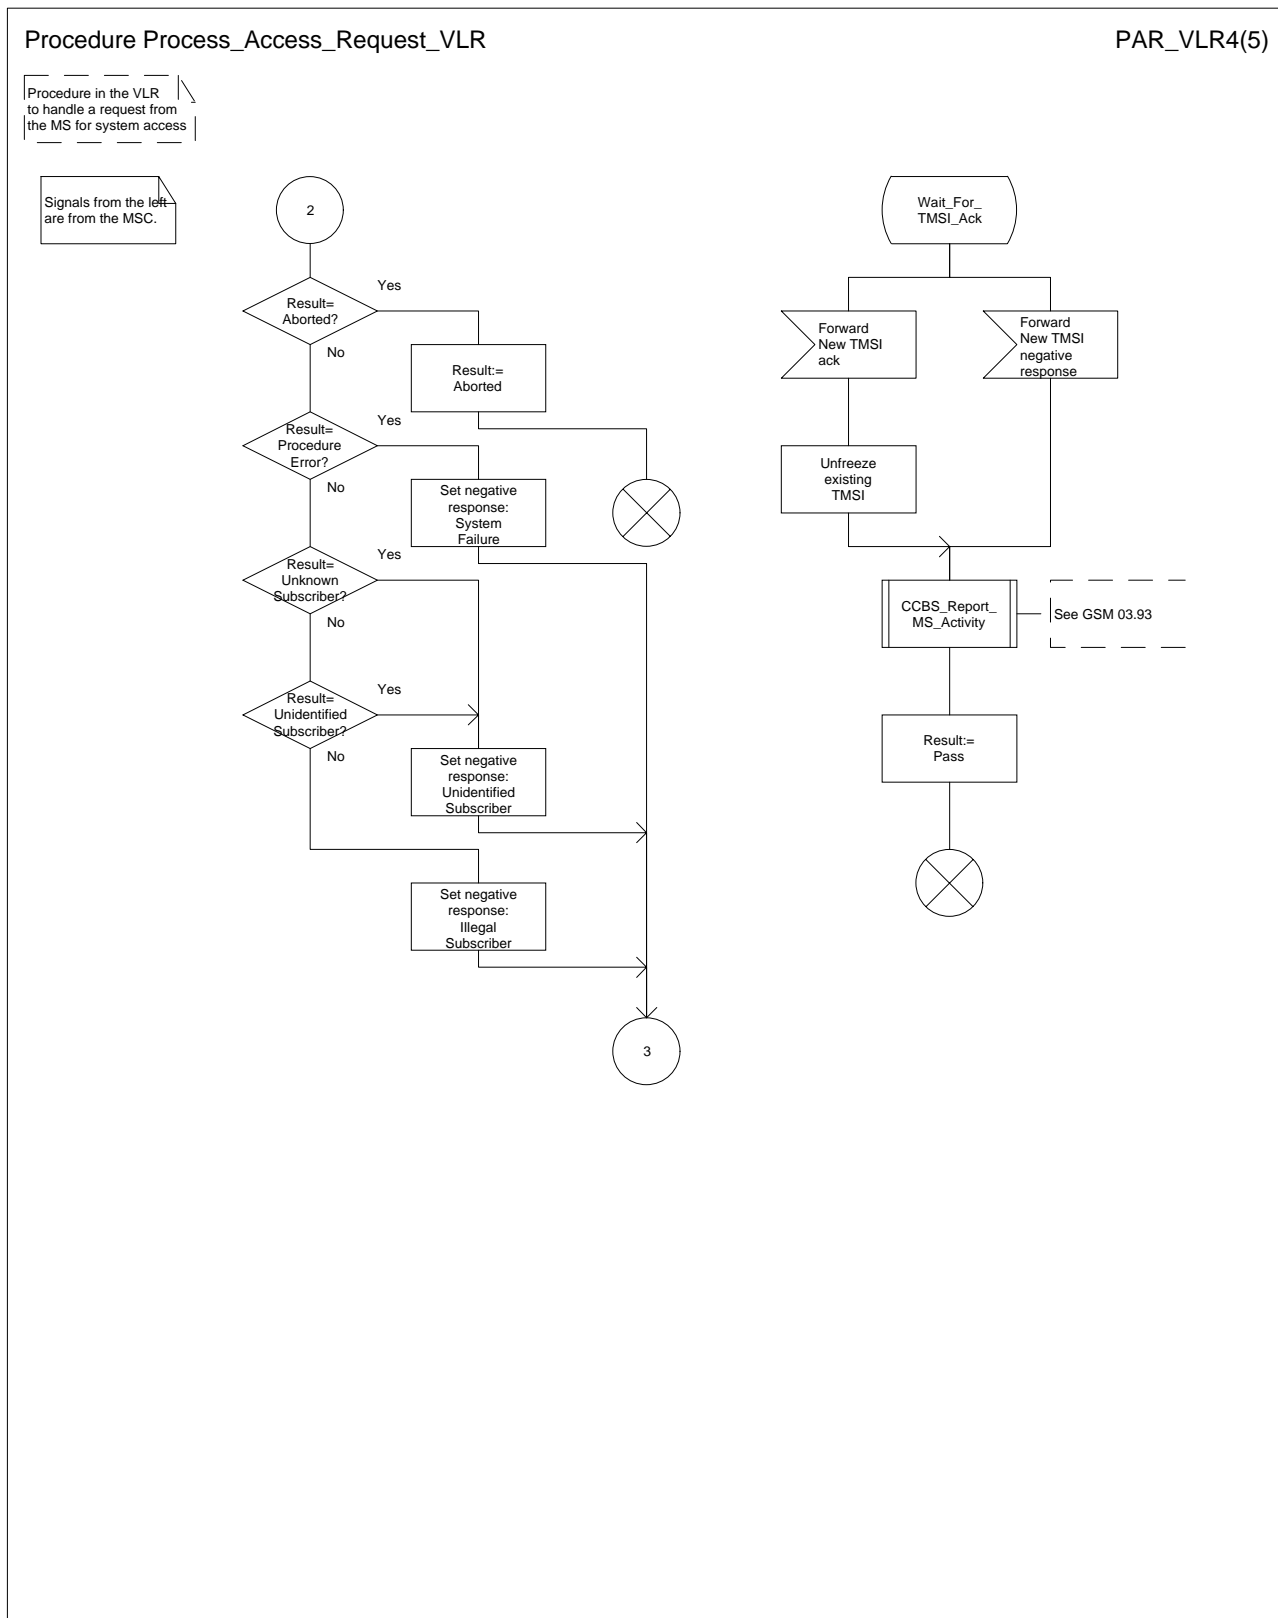 Procedure Process_Access_Request_VLR
PAR_VLR4(5)
Procedure in the VLR
to handle a request from
the MS for system access
Signals from the left
are from the MSC.
2
Result=
Aborted?
Yes
No
Result:=
Aborted
Result=
Procedure
Error?
Yes
No
Set negative
response:
System
Failure
Result=
Unknown
Subscriber?
Yes
No
Result=
Unidentified
Subscriber?
Yes
No
Set negative
response:
Unidentified
Subscriber
Set negative
response:
Illegal
Subscriber
3
Wait_For_
TMSI_Ack
Forward
New TMSI
ack
Forward
New TMSI
negative
response
Unfreeze
existing
TMSI
CCBS_Report_
MS_Activity
See GSM 03.93
Result:=
Pass